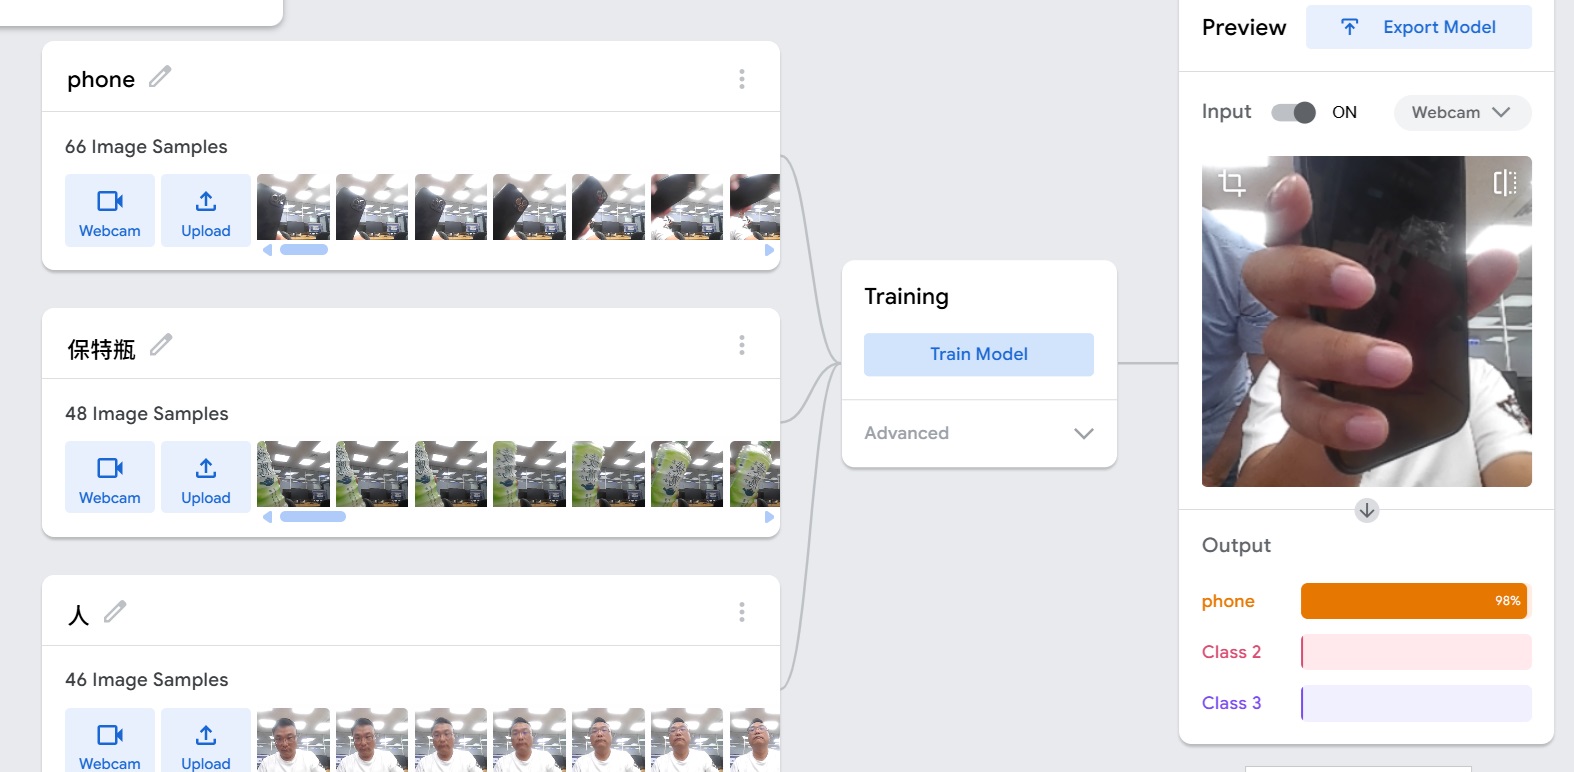 phone
66 Image Samples
Webcam
Upload
保特瓶
48 Image Samples
Webcam
Upload
人
46 Image Samples
Webcam
Upload
Training
Train Model
Advanced
Preview
Export Model
Input
ON
Webcam
Output
phone
98%
Class 2
Class 3